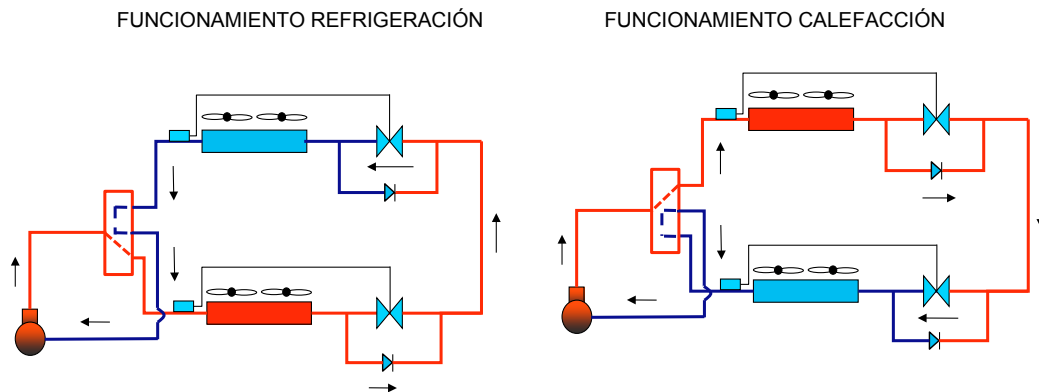 FUNCIONAMIENTO REFRIGERACIÓN
FUNCIONAMIENTO CALEFACCIÓN